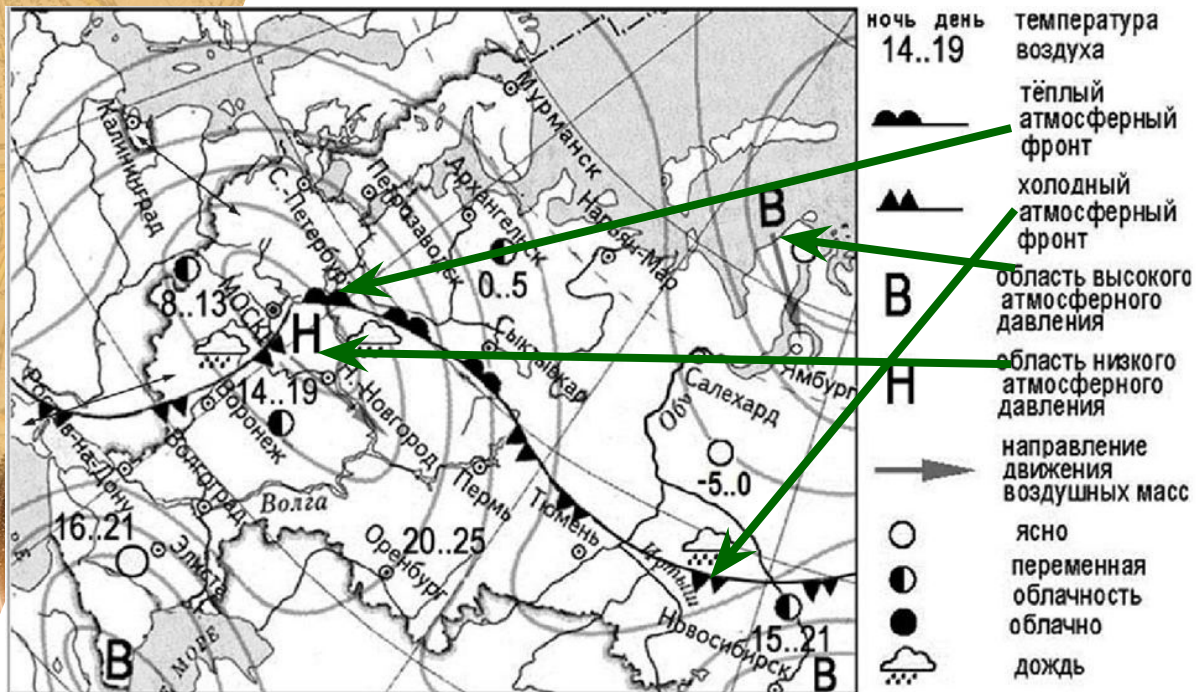 Мурманск
Калининград
С.-Петербург
Петрозаводск
Архангельск
Нарьян-Мар
В
0..5
8..13
МОСКВА
Н
Сыктывкар
Ямбург
Салехард
Обь
14..19
Н. Новгород
Воронеж
Ростов-на-Дону
Волгоград
Волга
Пермь
-5..0
16..21
Элиста
Оренбург
20..25
Тюмень
Иртыш
Новосибирск
15..21
В
МОРЕ
В
ночь день
14..19
температура
воздуха
тёплый
атмосферный
фронт
холодный
атмосферный
фронт
В
область высокого
атмосферного
давления
Н
область низкого
атмосферного
давления
направление
движения
воздушных масс
ясно
переменная
облачность
облачно
дождь